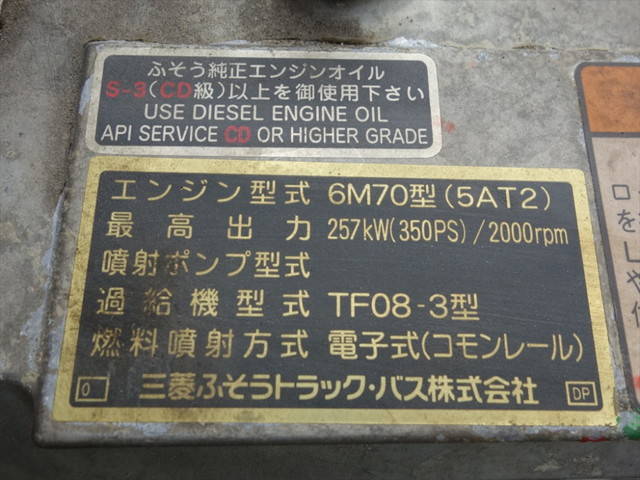 ふそう純正エンジンオイル
S-3(CD級)以上を御使用下さい
USE DIESEL ENGINE OIL
API SERVICE CD OR HIGHER GRADE
エンジン型式 6M70型(5AT2)
最高出力 257kW(350PS)/2000rpm
噴射ポンプ型式
過給機型式 TF08-3型
燃料噴射方式 電子式(コモンレール)
0 三菱ふそうトラック・バス株式会社 DP
ロ
を
し
や